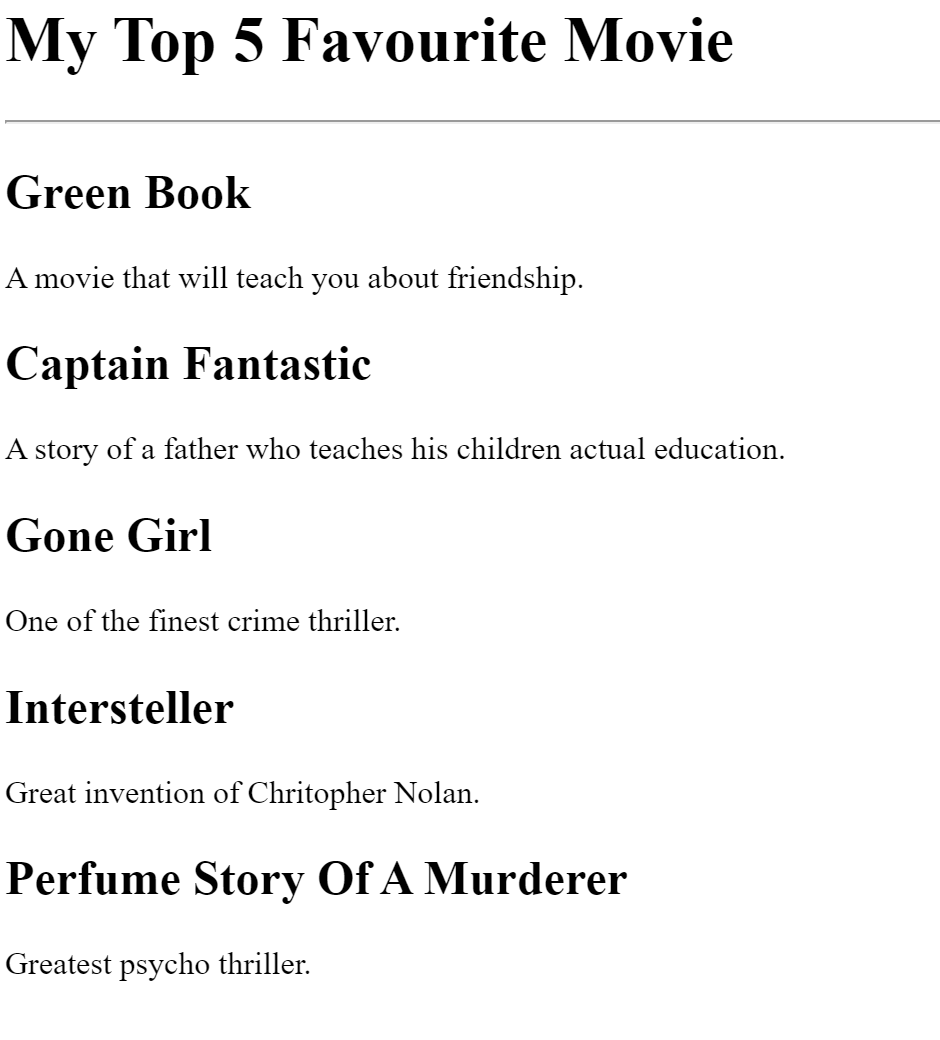 My Top 5 Favourite Movie
Green Book
A movie that will teach you about friendship.
Captain Fantastic
A story of a father who teaches his children actual education.
Gone Girl
One of the finest crime thriller.
Intersteller
Great invention of Chritopher Nolan.
Perfume Story Of A Murderer
Greatest psycho thriller.